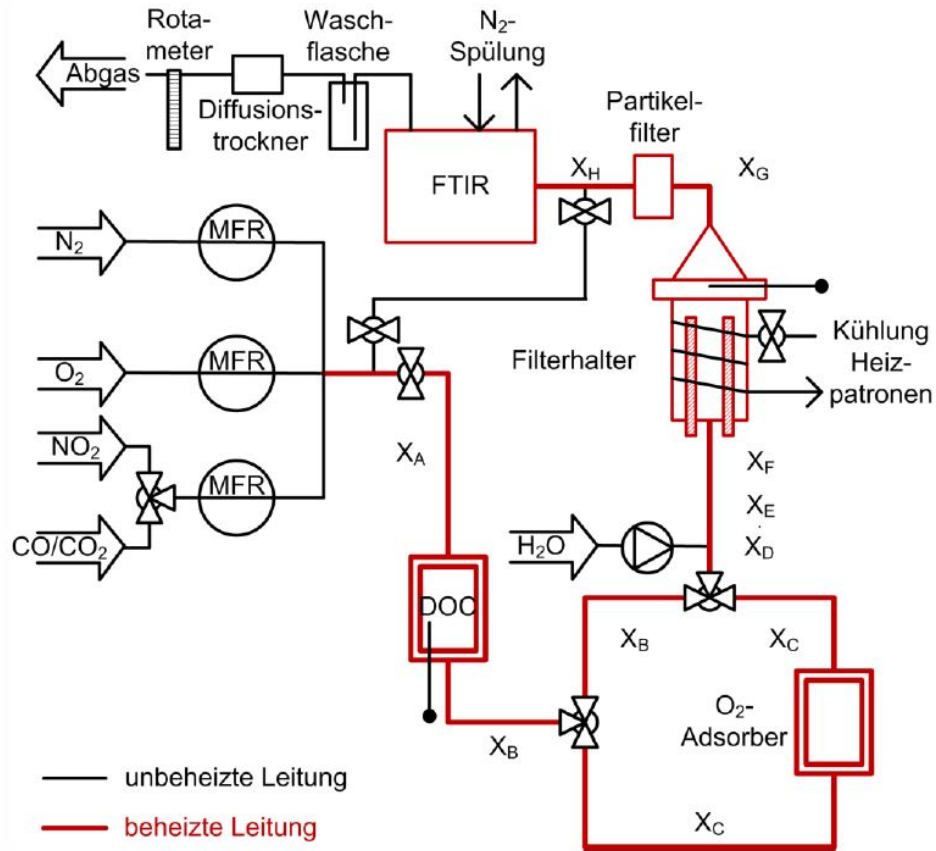 Rota-
meter
Wasch-
flasche
N2-
Spülung
Abgas
Diffusions-
trockner
Partikel-
filter
FTIR
XH
XG
N2
MFR
O2
MFR
Filterhalter
Kühlung
Heiz-
patronen
NO2
MFR
CO/CO2
XA
XF
XE
XD
H2O
DOC
XB
XC
O2-
Adsorber
XB
XC
unbeheizte Leitung
beheizte Leitung